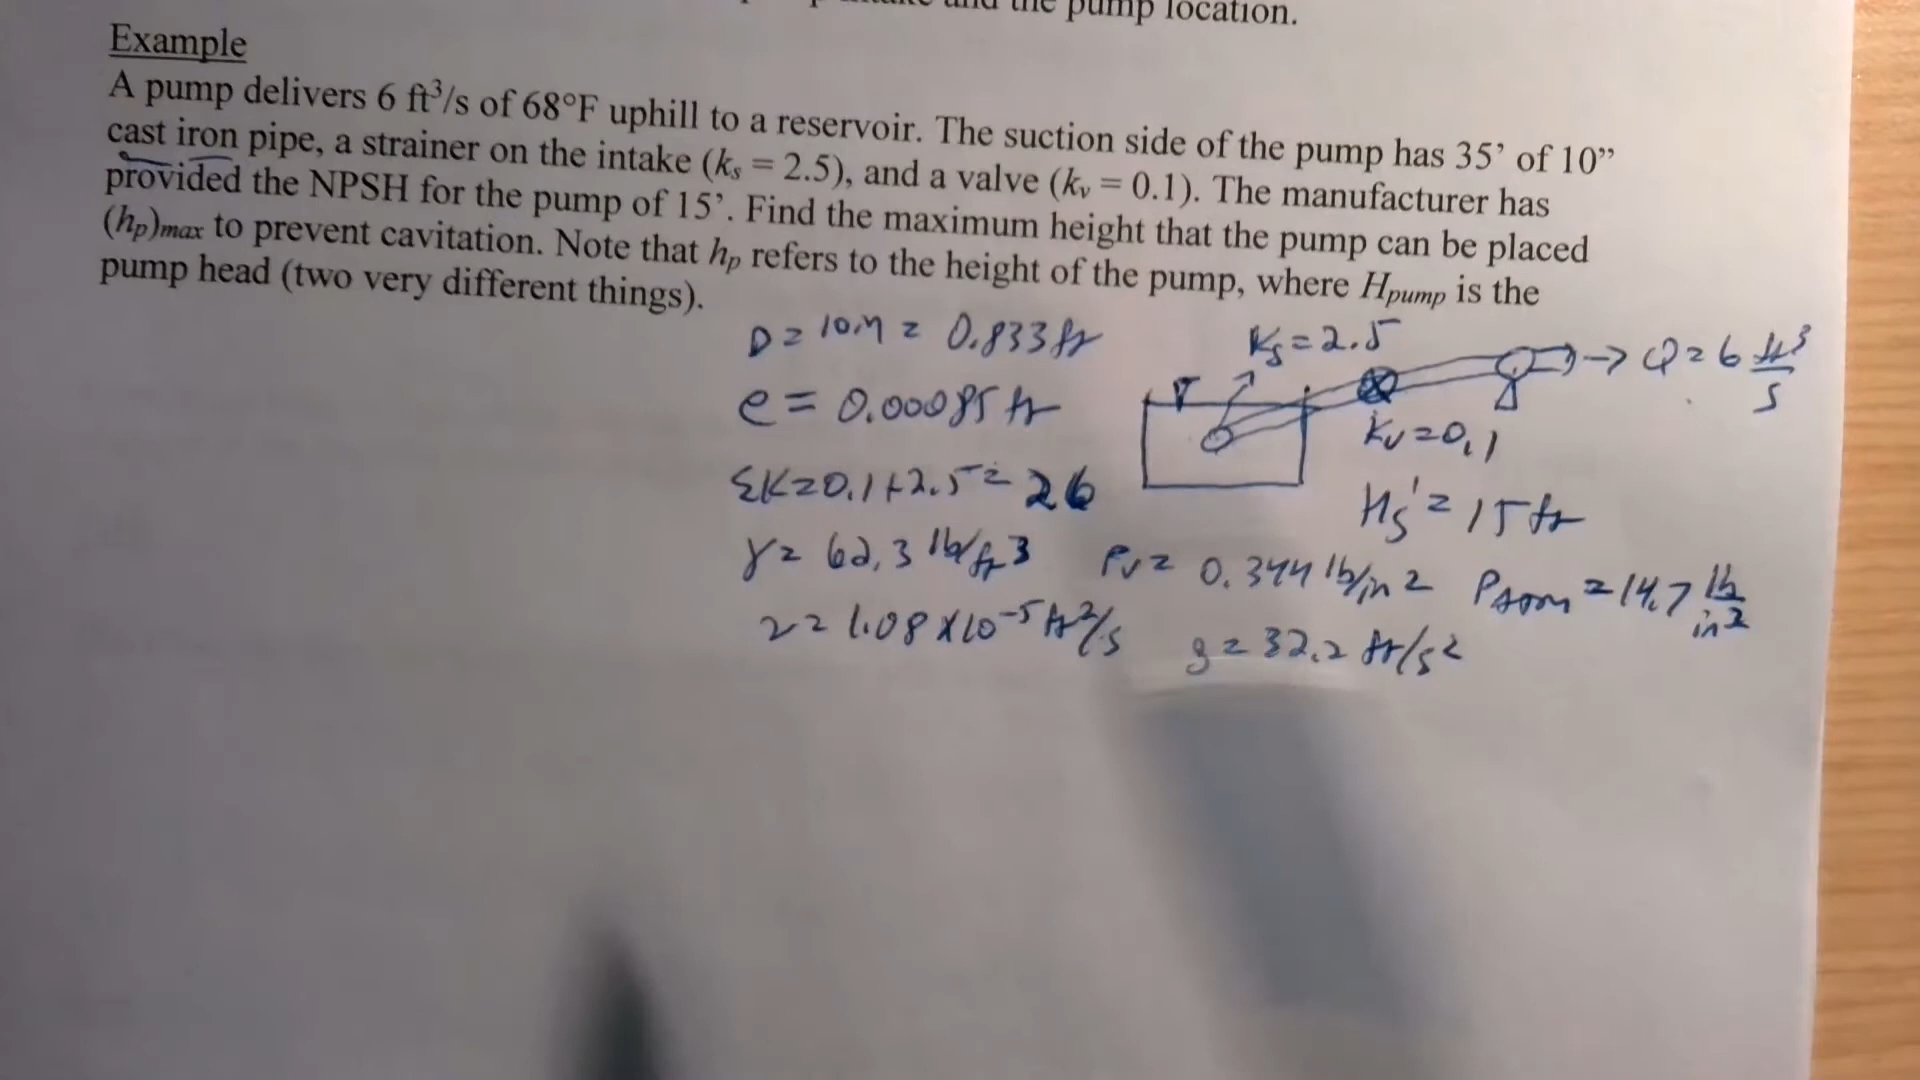 the pump location.
Example
A pump delivers 6 ft³/s of 68°F uphill to a reservoir. The suction side of the pump has 35’ of 10”
cast iron pipe, a strainer on the intake (kₛ = 2.5), and a valve (kᵥ = 0.1). The manufacturer has
provided the NPSH for the pump of 15’. Find the maximum height that the pump can be placed
(hₚ)max to prevent cavitation. Note that hₚ refers to the height of the pump, where Hpump is the
pump head (two very different things).
D = 10in = 0.833 ft
Ks = 2.5
→ Q = 6 ft³/s
e = 0.00085 ft
Kv = 0.1
ΣK = 0.1 + 2.5 = 26
Hs' = 15 ft
γ = 62.3 lb/ft³ Pv = 0.344 lb/in² Patm = 14.7 lb/in²
ν = 1.08 x 10⁻⁵ ft²/s g = 32.2 ft/s²